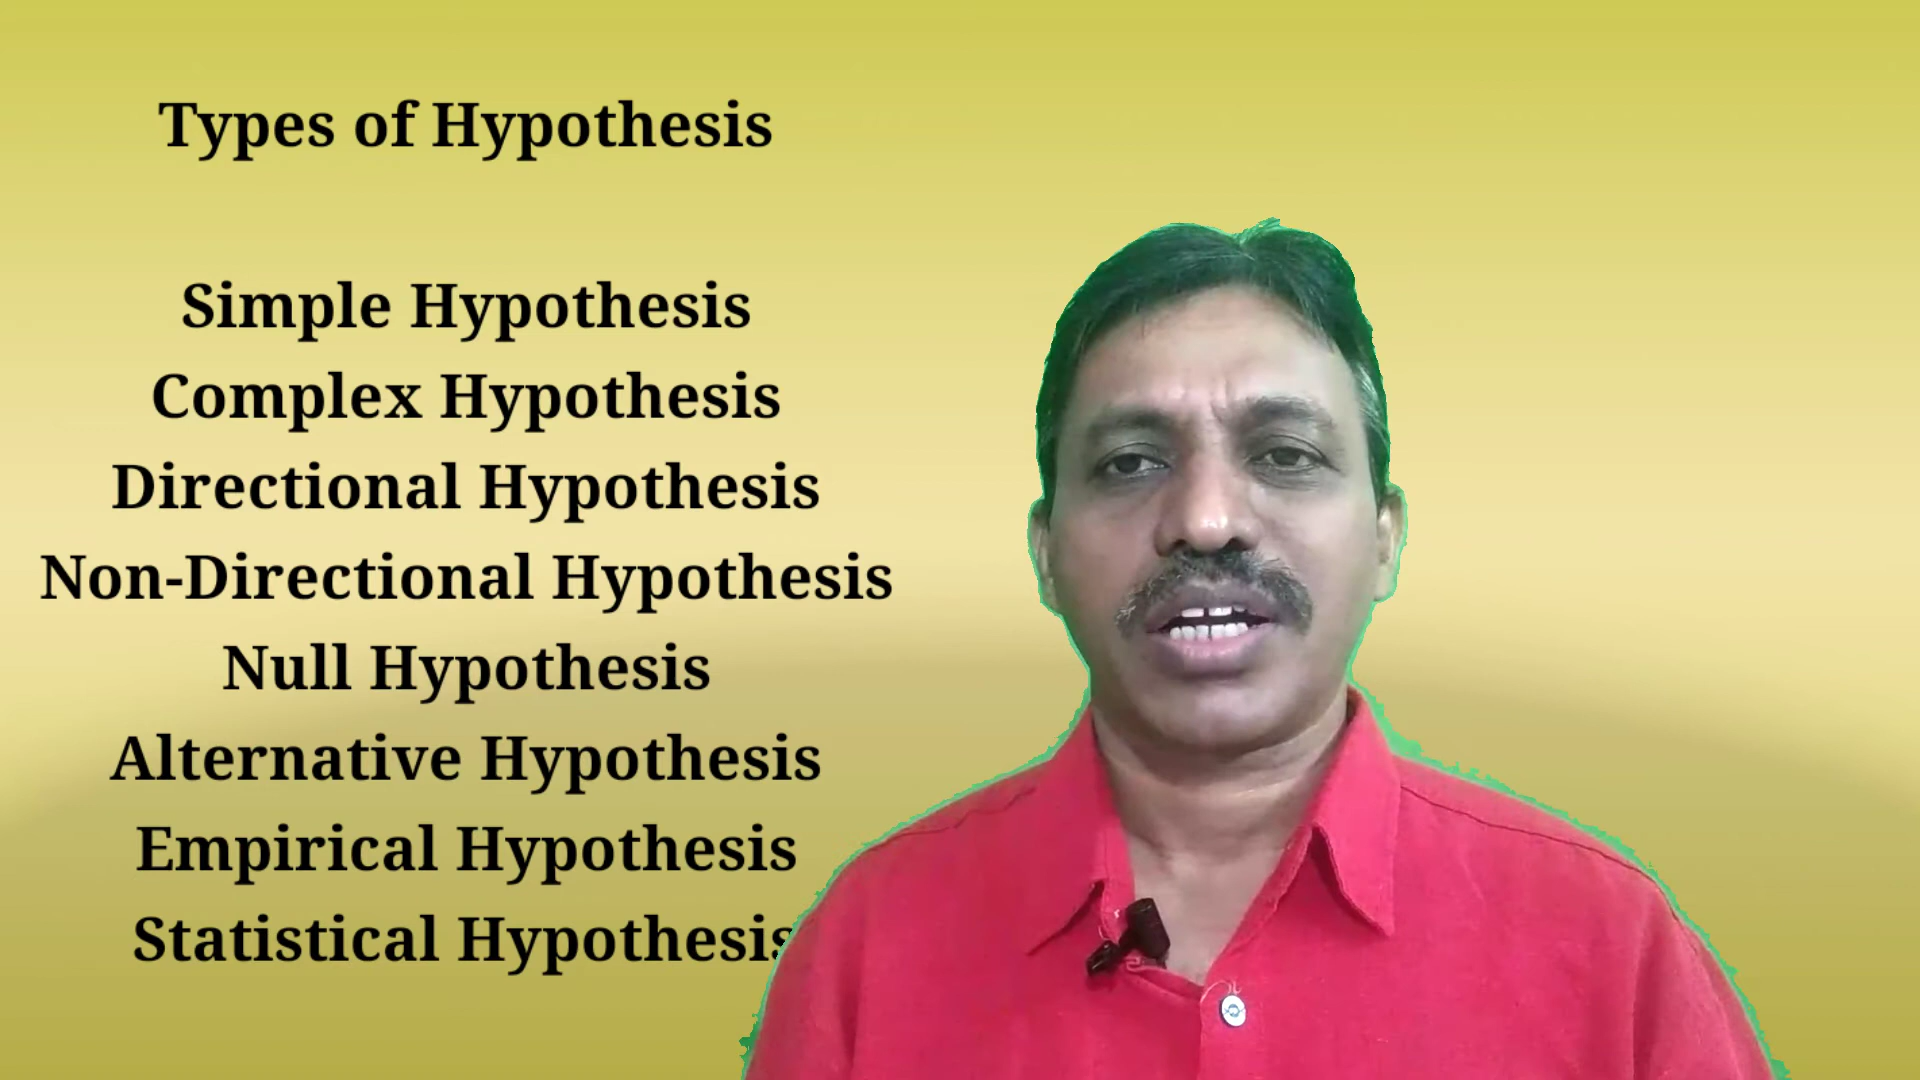 Types of Hypothesis
Simple Hypothesis
Complex Hypothesis
Directional Hypothesis
Non-Directional Hypothesis
Null Hypothesis
Alternative Hypothesis
Empirical Hypothesis
Statistical Hypothesis